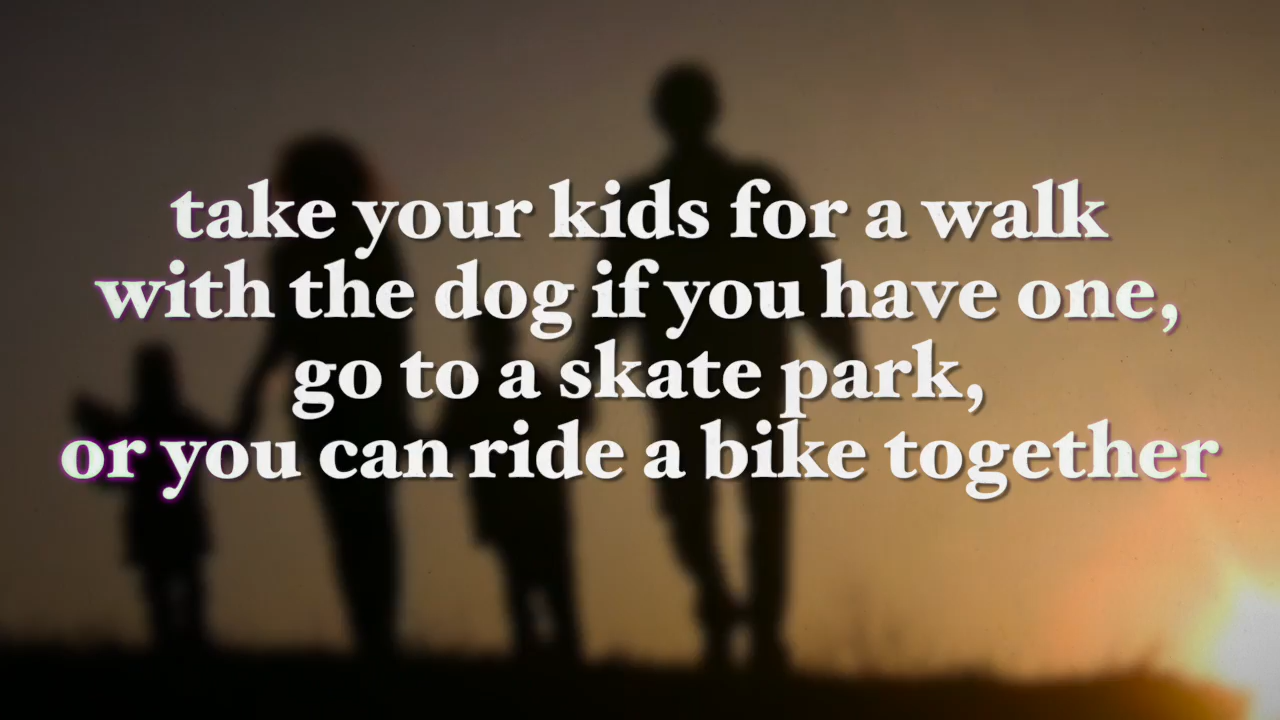 take your kids for a walk
with the dog if you have one,
go to a skate park,
or you can ride a bike together